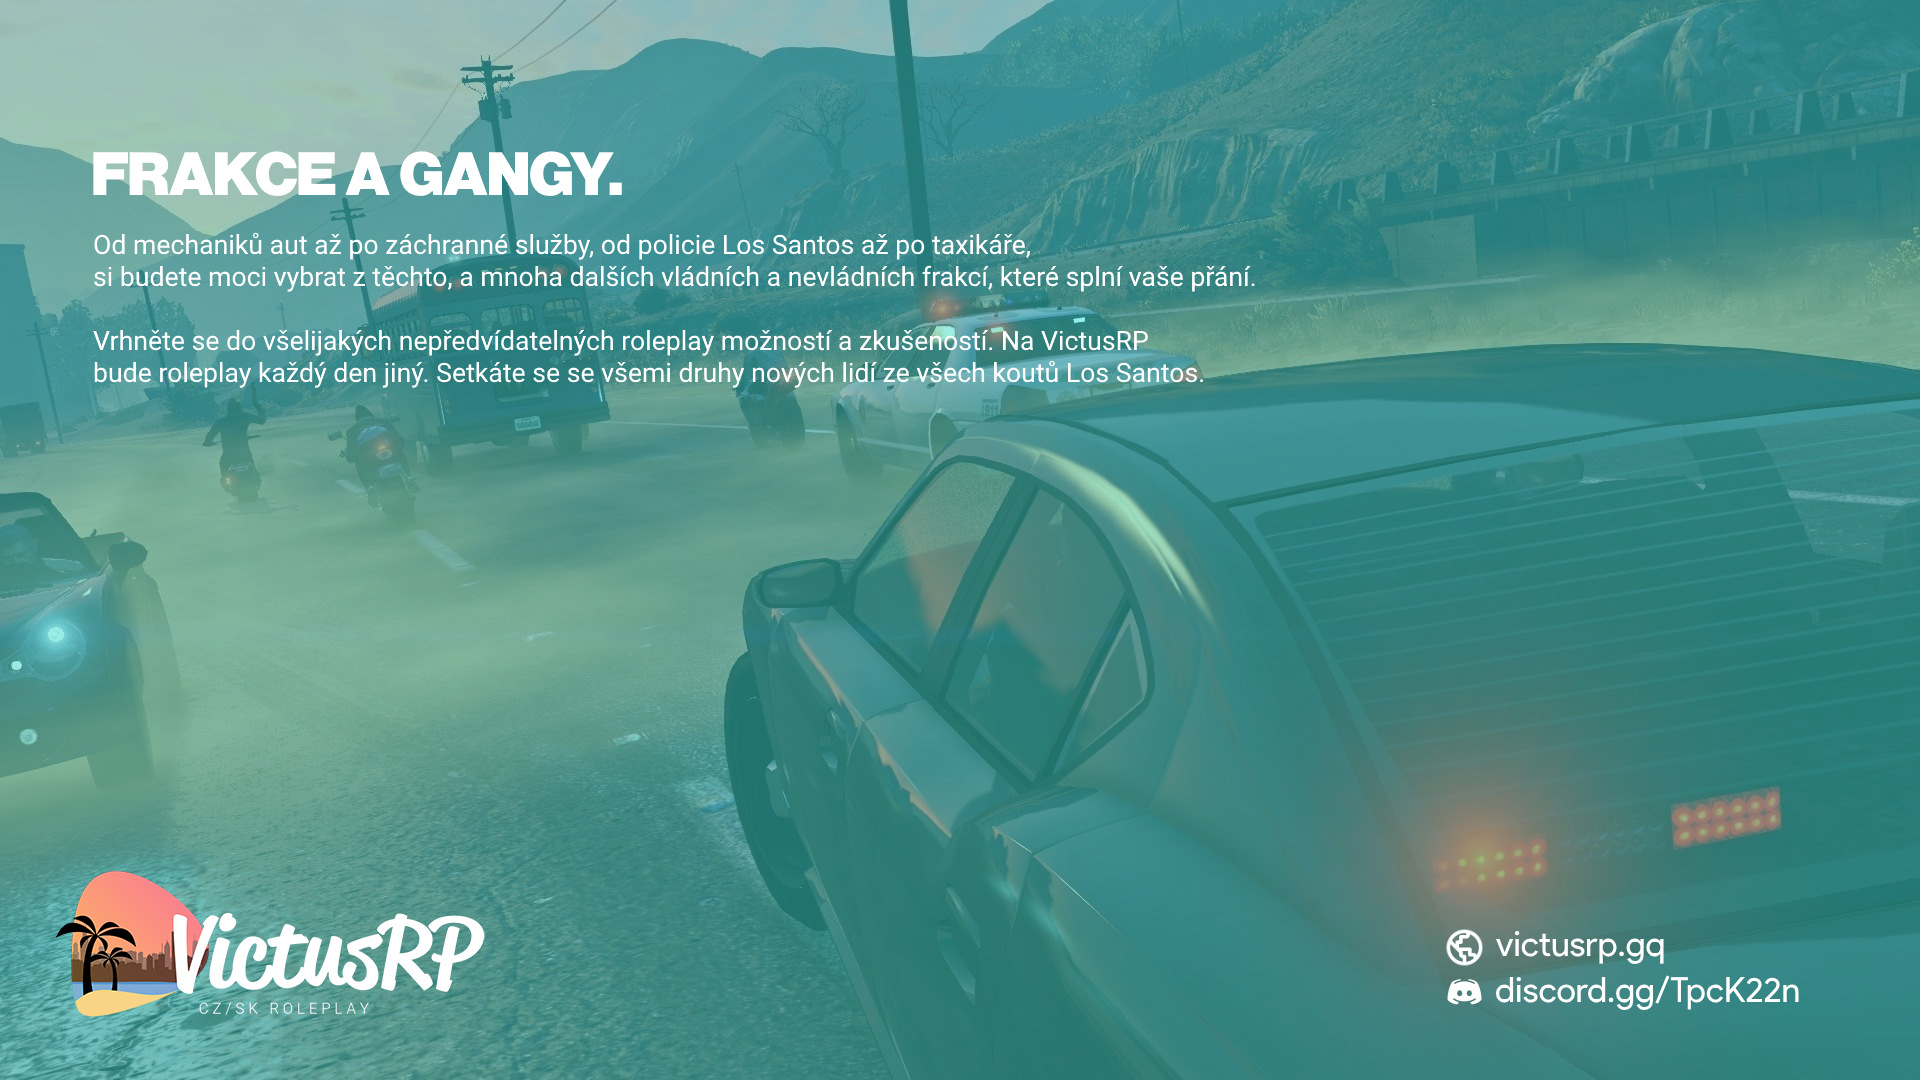 FRAKCE A GANGY.
Od mechaniků aut až po záchranné služby, od policie Los Santos až po taxikáře,
si budete moci vybrat z těchto, a mnoha dalších vládních a nevládních frakcí, které splní vaše přání.
Vrhněte se do všelijakých nepředvídatelných roleplay možností a zkušeností. Na VictusRP
bude roleplay každý den jiný. Setkáte se se všemi druhy nových lidí ze všech koutů Los Santos.
VictusRP
CZ/SK ROLEPLAY
victusrp.gq
discord.gg/TpcK22n